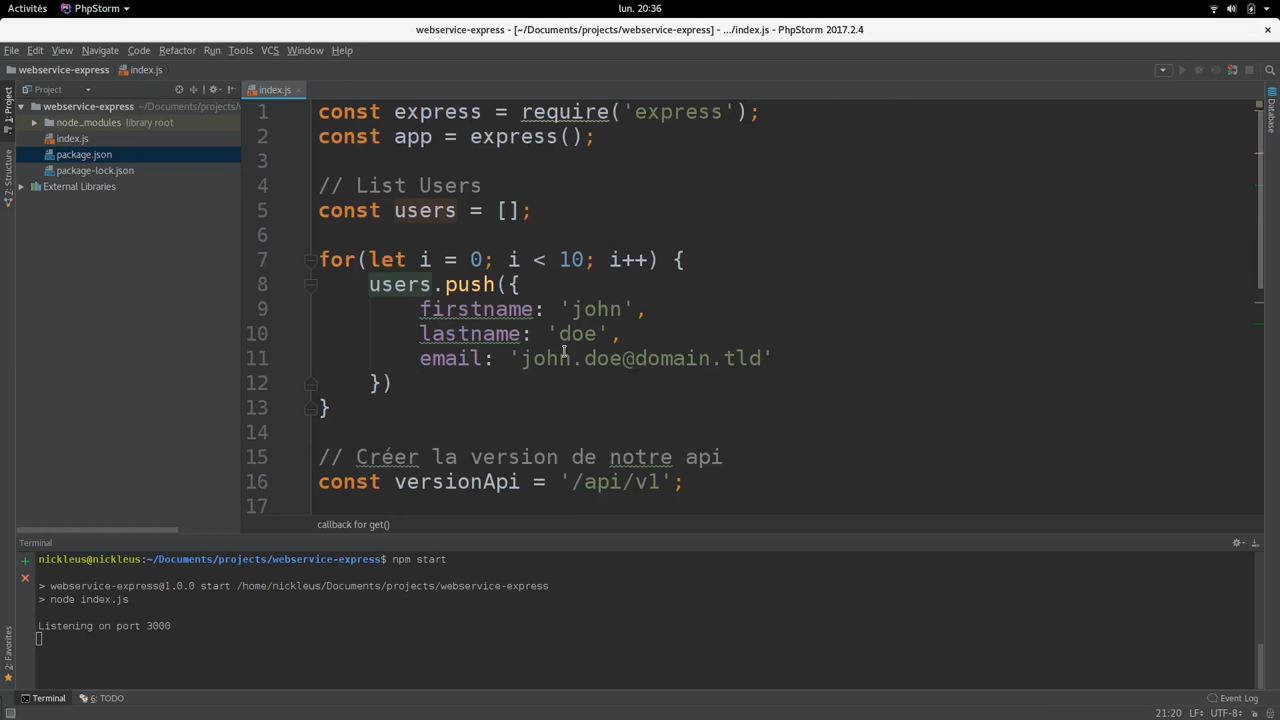 Activités PhpStorm lun. 20:36
webservice-express - [~/Documents/projects/webservice-express] - .../index.js - PhpStorm 2017.2.4
File Edit View Navigate Code Refactor Run Tools VCS Window Help
webservice-express index.js
Project index.js
1: Project
webservice-express ~/Documents/projects/
node_modules library root
index.js
package.json
package-lock.json
External Libraries
7: Structure
2: Favorites
Database
1 const express = require('express');
2 const app = express();
3
4 // List Users
5 const users = [];
6
7 for(let i = 0; i < 10; i++) {
8 users.push({
9 firstname: 'john',
10 lastname: 'doe',
11 email: 'john.doe@domain.tld'
12 })
13 }
14
15 // Créer la version de notre api
16 const versionApi = '/api/v1';
17
callback for get()
Terminal
nickleus@nickleus:~/Documents/projects/webservice-express$ npm start
> webservice-express@1.0.0 start /home/nickleus/Documents/projects/webservice-express
> node index.js
Listening on port 3000
Terminal 6: TODO Event Log
21:20 LF UTF-8